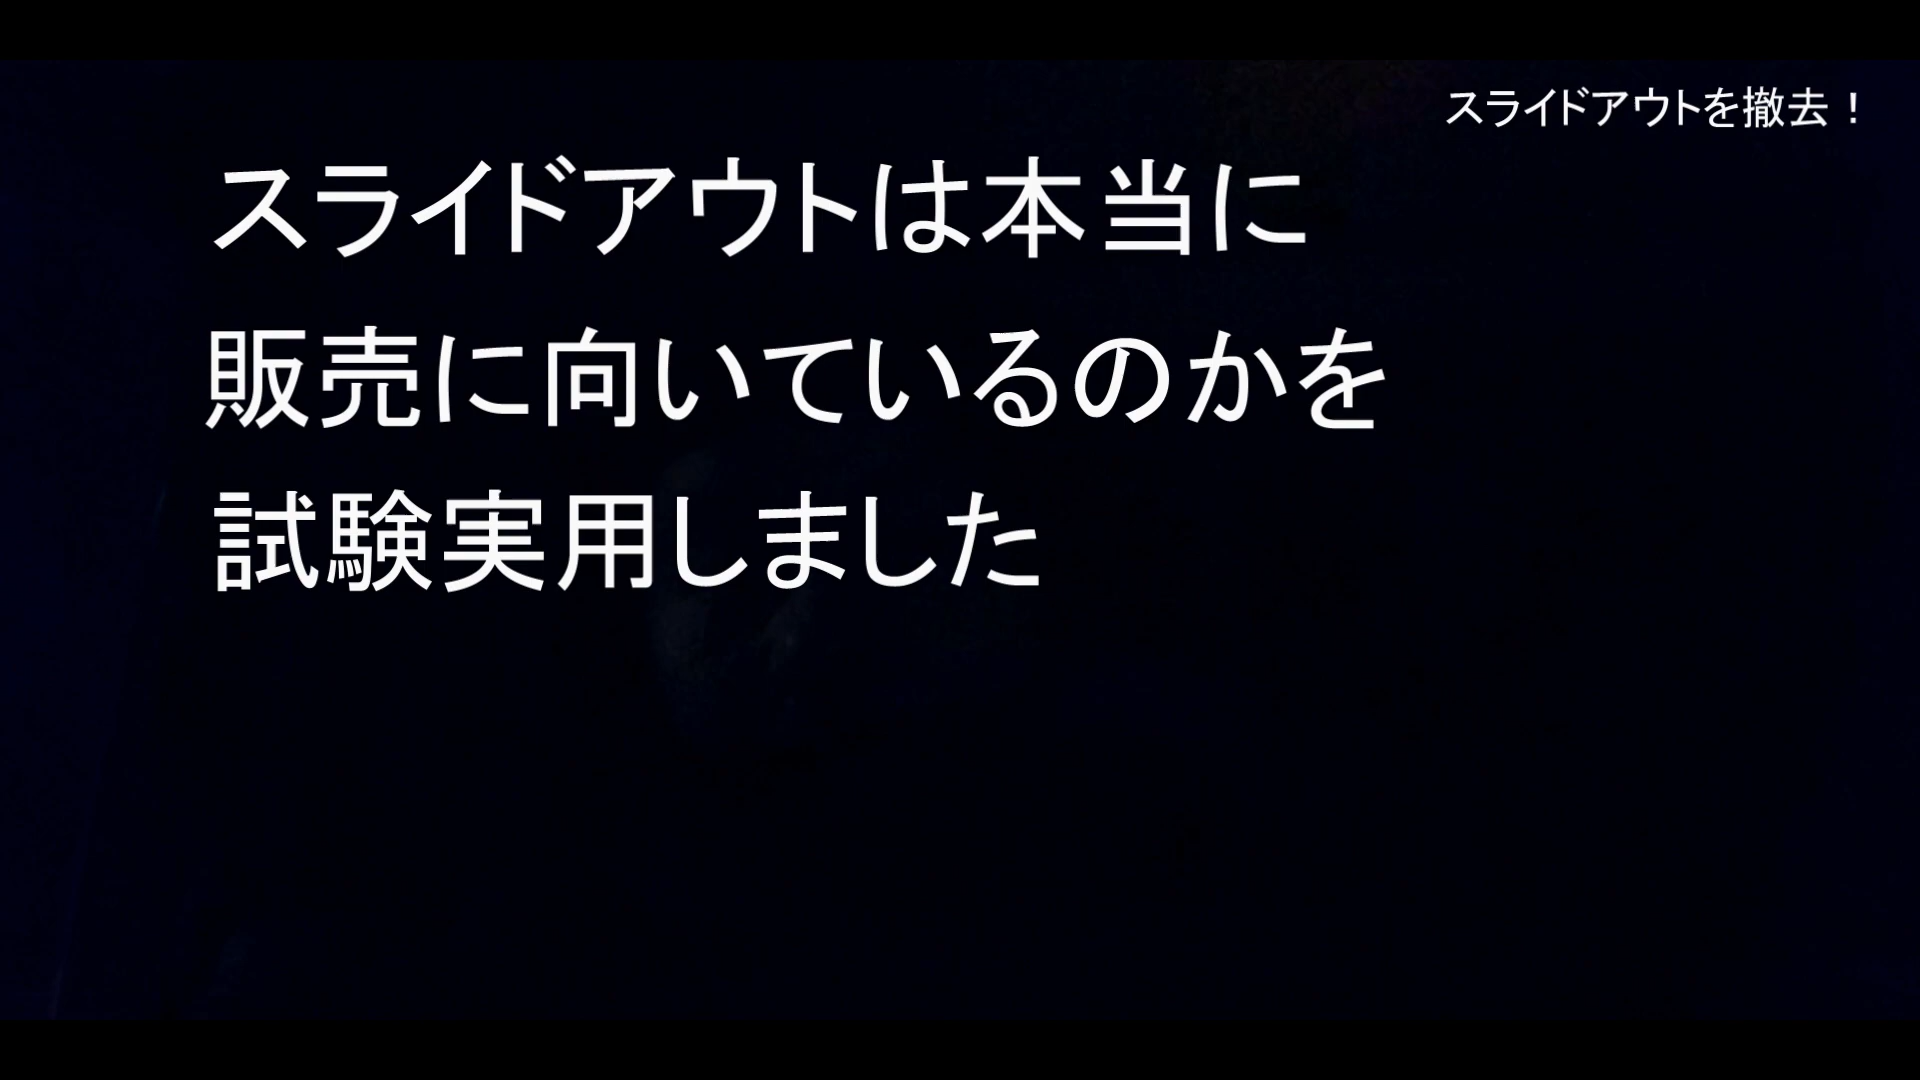 スライドアウトを撤去！
スライドアウトは本当に
販売に向いているのかを
試験実用しました